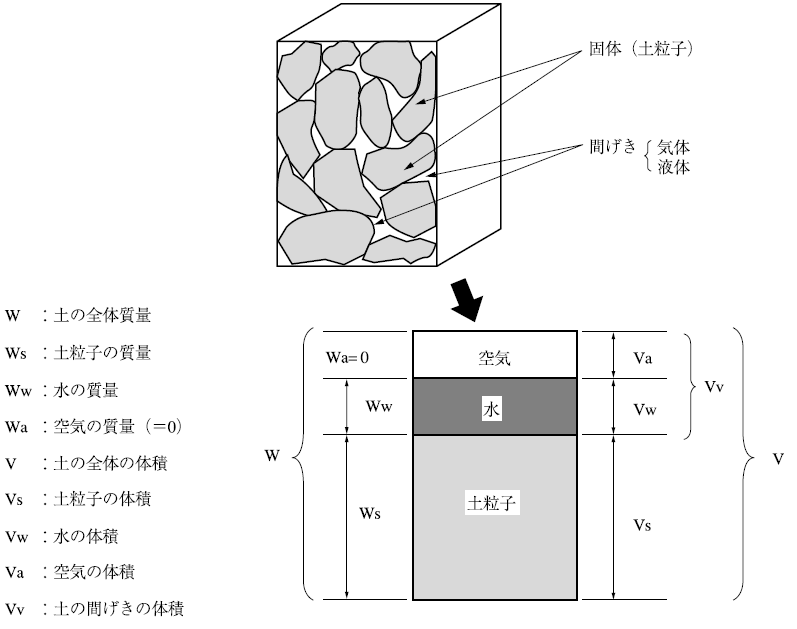 固体（土粒子）
間げき 気体
液体
W ：土の全体質量
Ws ：土粒子の質量
Ww ：水の質量
Wa ：空気の質量（＝0）
V ：土の全体の体積
Vs ：土粒子の体積
Vw ：水の体積
Va ：空気の体積
Vv ：土の間げきの体積
Wa=0
空気
Va
Vv
Ww
水
Vw
W
V
Ws
土粒子
Vs